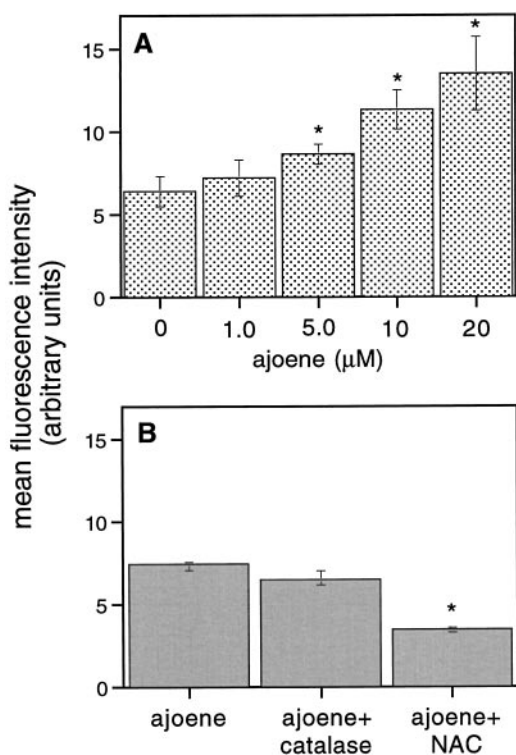 mean fluorescence intensity
(arbitrary units)
A
15
10
5
0
*
*
*
0 1.0 5.0 10 20
ajoene (μM)
B
15
10
5
0
*
ajoene ajoene+ ajoene+
catalase NAC